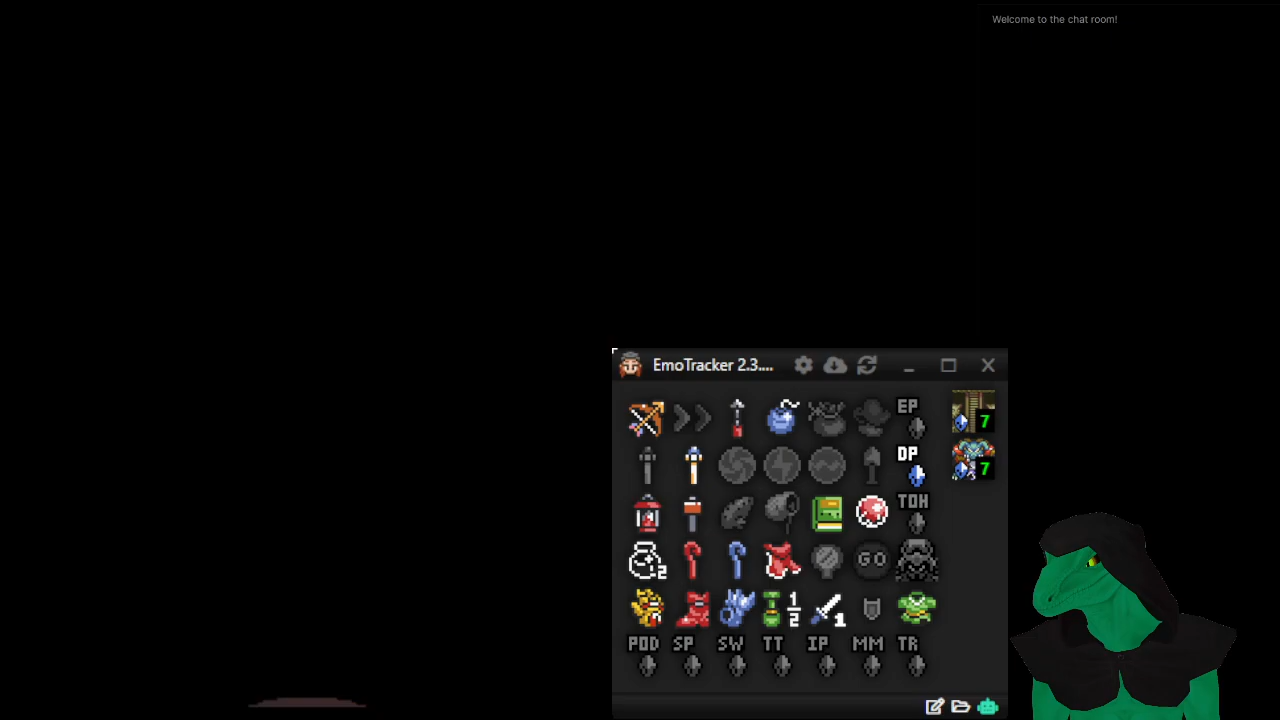 Welcome to the chat room!
EmoTracker 2.3....
EP
7
DP
7
TOH
2
GO
1/2
1
POD SP SW TT IP MM TR